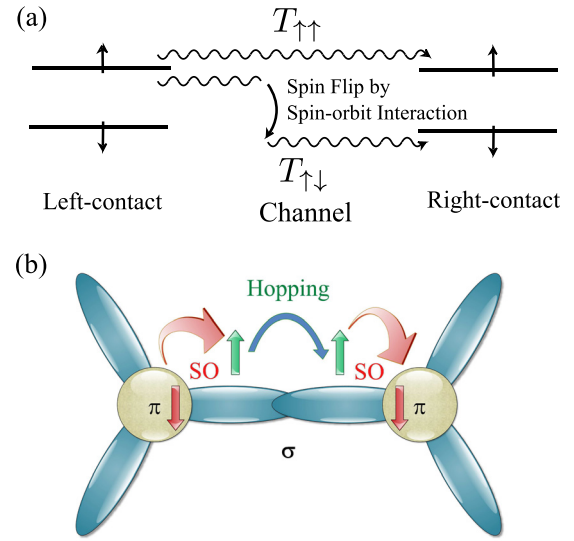 (a)
T↑↑
Spin Flip by
Spin-orbit Interaction
T↑↓
Left-contact
Channel
Right-contact
(b)
Hopping
SO
SO
π
π
σ